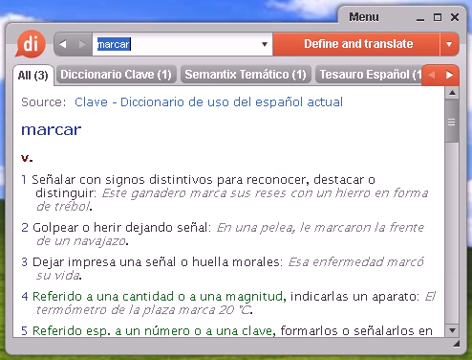 Menu
di
marcar
Define and translate
All (3)
Diccionario Clave (1)
Semantix Temático (1)
Tesauro Español (1
Source: Clave - Diccionario de uso del español actual
marcar
v.
1 Señalar con signos distintivos para reconocer, destacar o
distinguir: Este ganadero marca sus reses con un hierro en forma
de trébol.
2 Golpear o herir dejando señal: En una pelea, le marcaron la frente
de un navajazo.
3 Dejar impresa una señal o huella morales: Esa enfermedad marcó
su vida.
4 Referido a una cantidad o a una magnitud, indicarlas un aparato: El
termómetro de la plaza marca 20 °C.
5 Referido esp. a un número o a una clave, formarlos o señalarlos en